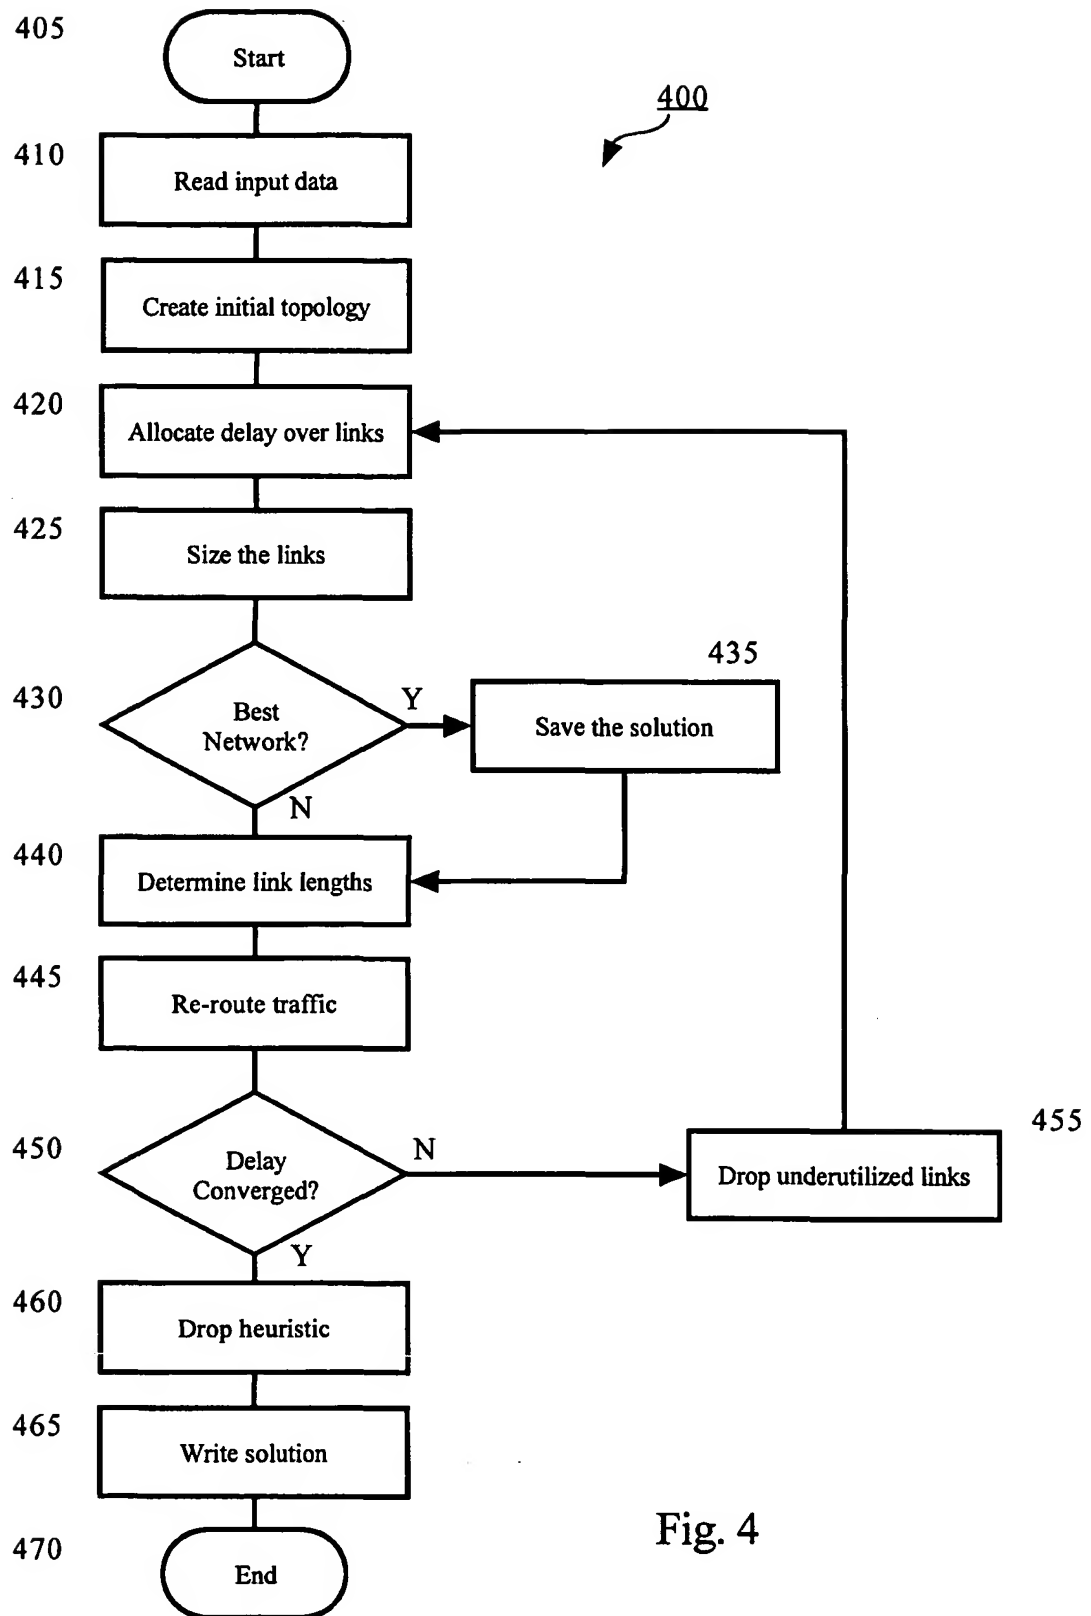 405
Start
400
410
Read input data
415
Create initial topology
420
Allocate delay over links
425
Size the links
435
430
Best
Network?
Y
Save the solution
N
440
Determine link lengths
445
Re-route traffic
450
Delay
Converged?
N
455
Drop underutilized links
Y
460
Drop heuristic
465
Write solution
470
End
Fig. 4